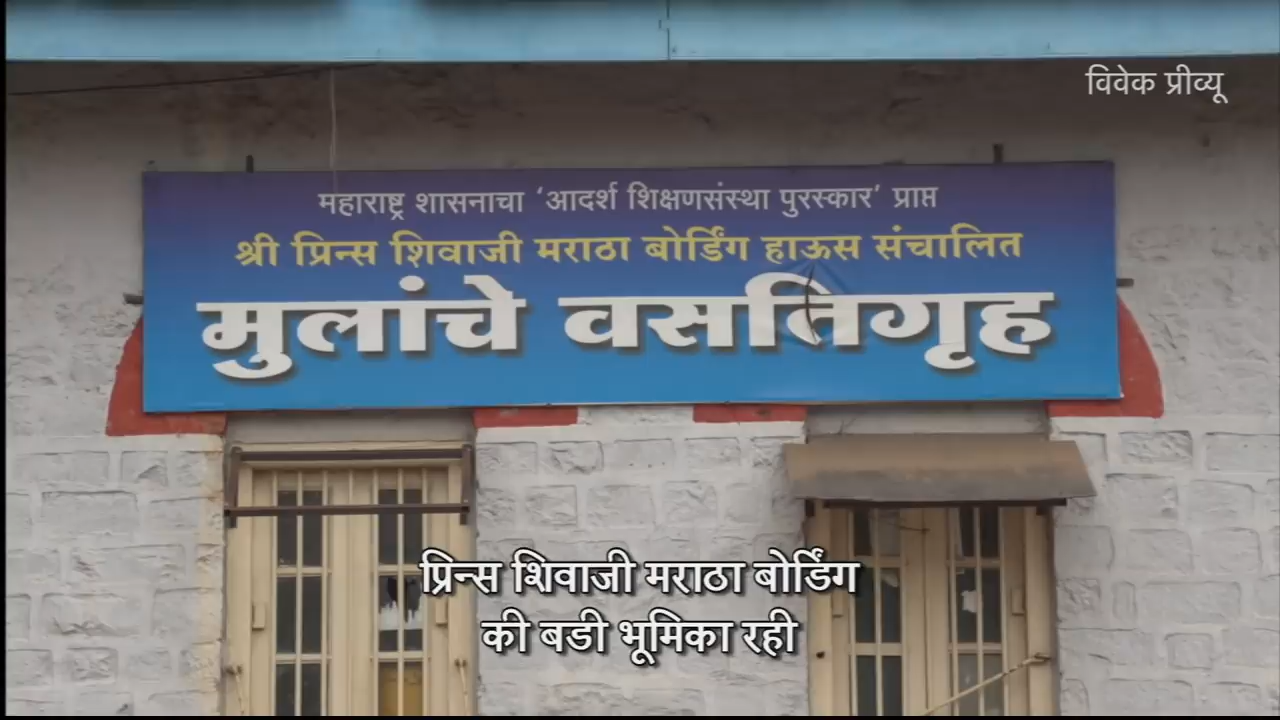 विवेक प्रीव्यू
महाराष्ट्र शासनाचा 'आदर्श शिक्षणसंस्था पुरस्कार' प्राप्त
श्री प्रिन्स शिवाजी मराठा बोर्डिंग हाऊस संचालित
मुलांचे वसतिगृह
प्रिन्स शिवाजी मराठा बोर्डिंग
की बडी भूमिका रही